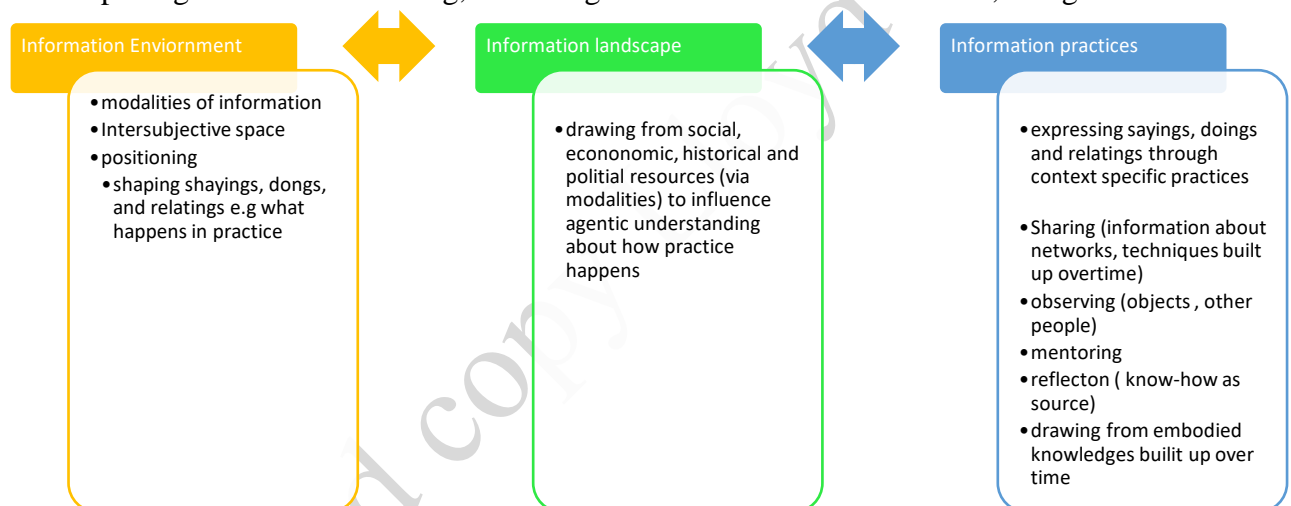 Information Enviornment
•modalities of information
•Intersubjective space
•positioning
•shaping shayings, dongs,
and relatings e.g what
happens in practice
Information landscape
•drawing from social,
econonomic, historical and
politial resources (via
modalities) to influence
agentic understanding
about how practice
happens
Information practices
•expressing sayings, doings
and relatings through
context specific practices
•Sharing (information about
networks, techniques built
up overtime)
•observing (objects , other
people)
•mentoring
•reflecton ( know-how as
source)
•drawing from embodied
knowledges builit up over
time
copy